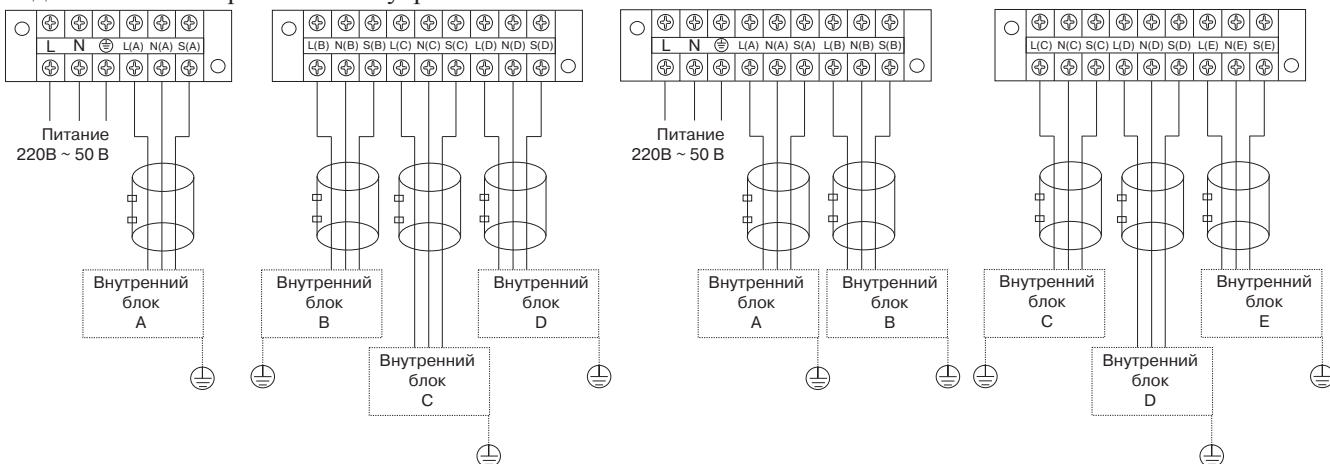 L N L(A) N(A) S(A)
L(B) N(B) S(B) L(C) N(C) S(C) L(D) N(D) S(D)
L N L(A) N(A) S(A) L(B) N(B) S(B)
L(C) N(C) S(C) L(D) N(D) S(D) L(E) N(E) S(E)
Питание
220В ~ 50 В
Питание
220В ~ 50 В
Внутренний
блок
A
Внутренний
блок
B
Внутренний
блок
C
Внутренний
блок
D
Внутренний
блок
A
Внутренний
блок
B
Внутренний
блок
C
Внутренний
блок
D
Внутренний
блок
E